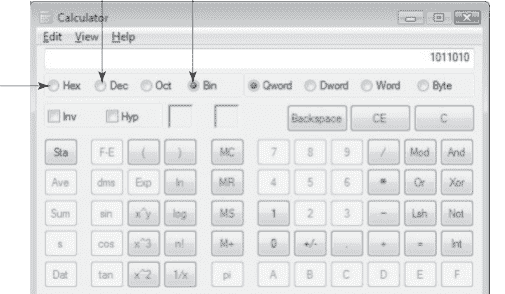 Calculator
Edit View Help
1011010
Hex Dec Oct Bin Qword Dword Word Byte
Inv Hyp Backspace CE C
Sta F-E ( ) MC 7 8 9 / Mod And
Ave dms Exp ln MR 4 5 6 * Or Xor
Sum sin x^y log MS 1 2 3 - Lsh Not
s cos x^3 n! M+ 0 +/- . + = Int
Dat tan x^2 1/x pi A B C D E F